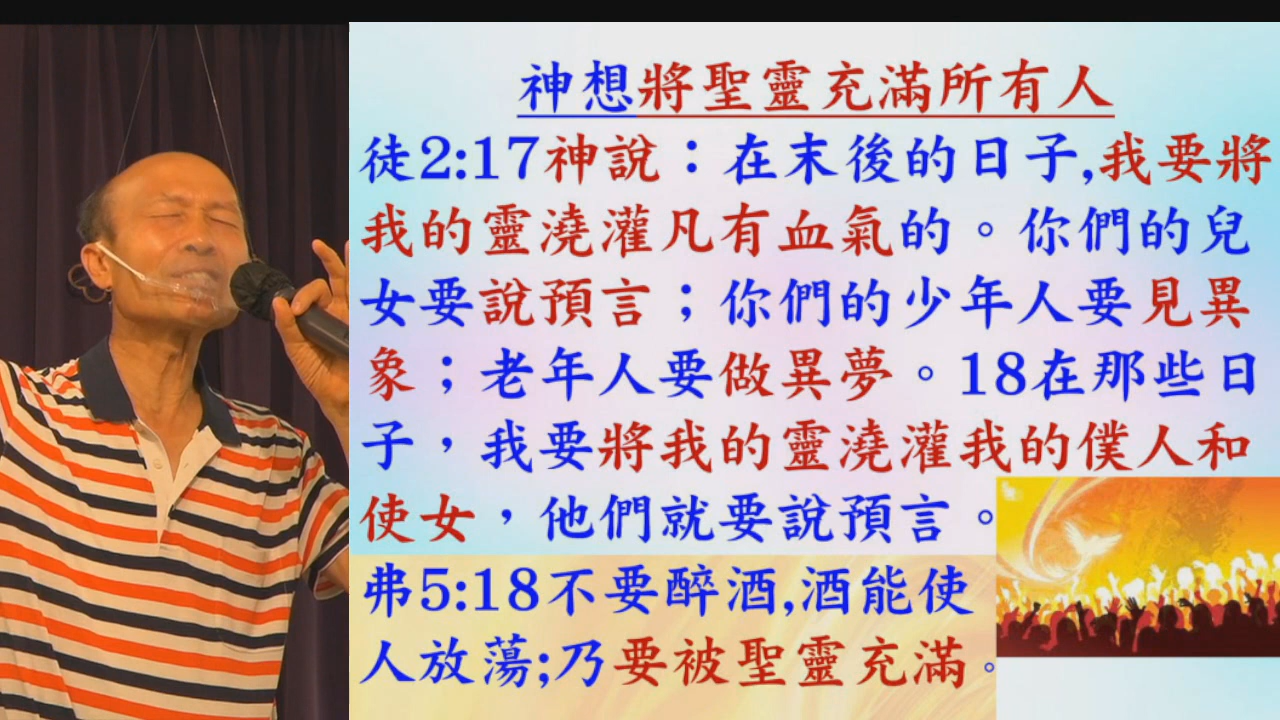 神想將聖靈充滿所有人
徒2:17神說：在末後的日子,我要將
我的靈澆灌凡有血氣的。你們的兒
女要說預言；你們的少年人要見異
象；老年人要做異夢。18在那些日
子，我要將我的靈澆灌我的僕人和
使女，他們就要說預言。
弗5:18不要醉酒,酒能使
人放蕩;乃要被聖靈充滿。